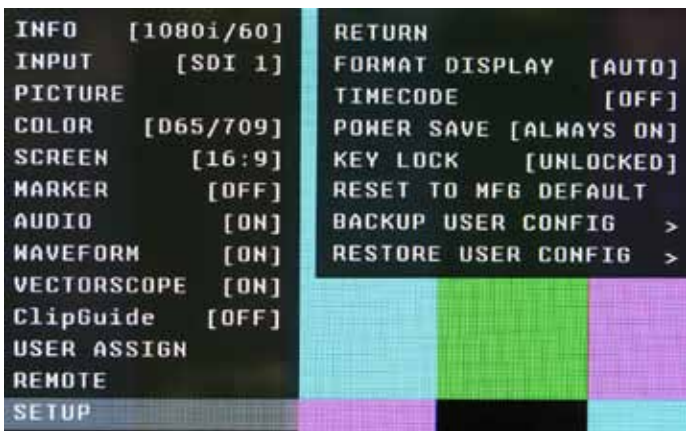 INFO [1080i/60]
INPUT [SDI 1]
PICTURE
COLOR [D65/709]
SCREEN [16:9]
MARKER [OFF]
AUDIO [ON]
WAVEFORM [ON]
VECTORSCOPE [ON]
ClipGuide [OFF]
USER ASSIGN
REMOTE
SETUP
RETURN
FORMAT DISPLAY [AUTO]
TIMECODE [OFF]
POWER SAVE [ALWAYS ON]
KEY LOCK [UNLOCKED]
RESET TO MFG DEFAULT
BACKUP USER CONFIG >
RESTORE USER CONFIG >